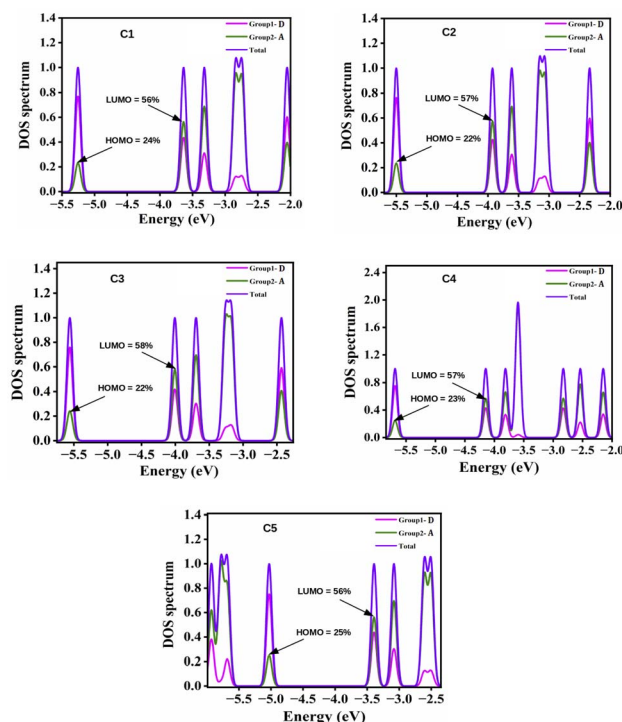 C1
Group1- D
Group2- A
Total
LUMO = 56%
HOMO = 24%
DOS spectrum
1.4
1.2
1.0
0.8
0.6
0.4
0.2
0.0
−5.5 −5.0 −4.5 −4.0 −3.5 −3.0 −2.5 −2.0
Energy (eV)
C2
Group1- D
Group2- A
Total
LUMO = 57%
HOMO = 22%
DOS spectrum
1.4
1.2
1.0
0.8
0.6
0.4
0.2
0.0
−5.5 −5.0 −4.5 −4.0 −3.5 −3.0 −2.5 −2.0
Energy (eV)
C3
Group1- D
Group2- A
Total
LUMO = 58%
HOMO = 22%
DOS spectrum
1.4
1.2
1.0
0.8
0.6
0.4
0.2
0.0
−5.5 −5.0 −4.5 −4.0 −3.5 −3.0 −2.5
Energy (eV)
C4
Group1- D
Group2- A
Total
LUMO = 57%
HOMO = 23%
DOS spectrum
2.4
2.0
1.6
1.2
0.8
0.4
0.0
−5.5 −5.0 −4.5 −4.0 −3.5 −3.0 −2.5 −2.0
Energy (eV)
C5
Group1- D
Group2- A
Total
LUMO = 56%
HOMO = 25%
DOS spectrum
1.4
1.2
1.0
0.8
0.6
0.4
0.2
0.0
−5.5 −5.0 −4.5 −4.0 −3.5 −3.0 −2.5
Energy (eV)